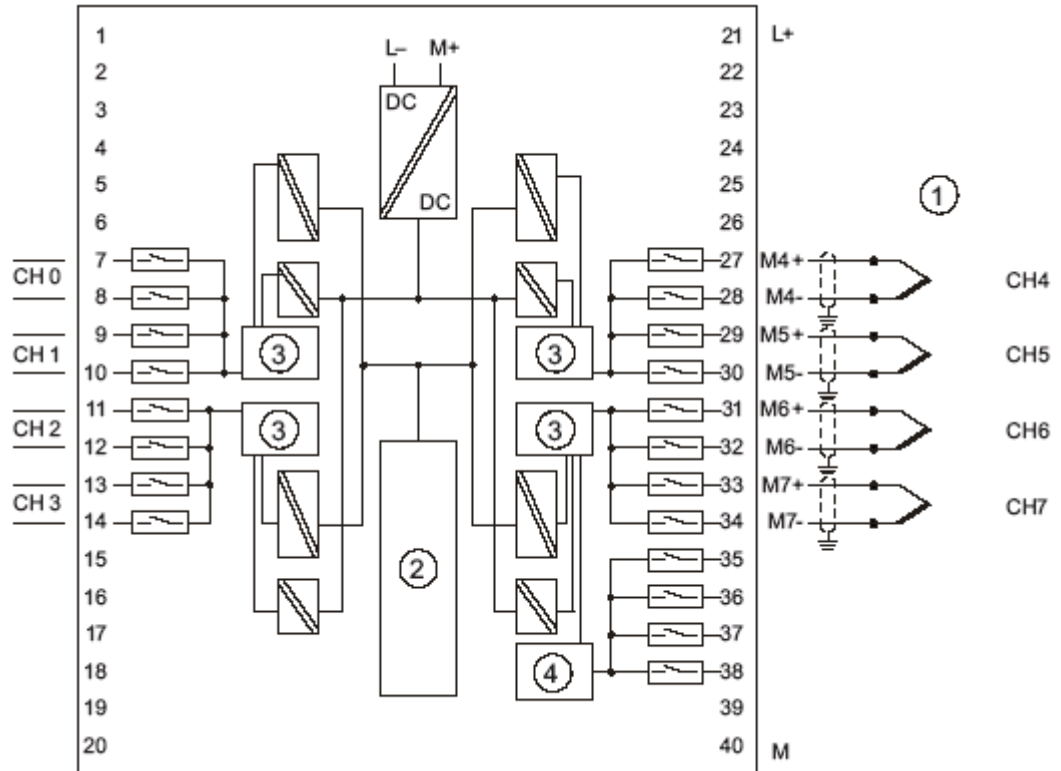 1 21 L+
L– M+
2 22
DC
3 23
4 24
5 25
①
DC
6 26
7 27 M4+
CH 0 CH4
8 28 M4-
9 29 M5+
CH 1 ③ ③ CH5
10 30 M5-
11 31 M6+
CH 2 ③ ③ CH6
12 32 M6-
13 33 M7+
CH 3 CH7
14 34 M7-
15 35
②
16 36
17 37
18 ④ 38
19 39
20 40 M